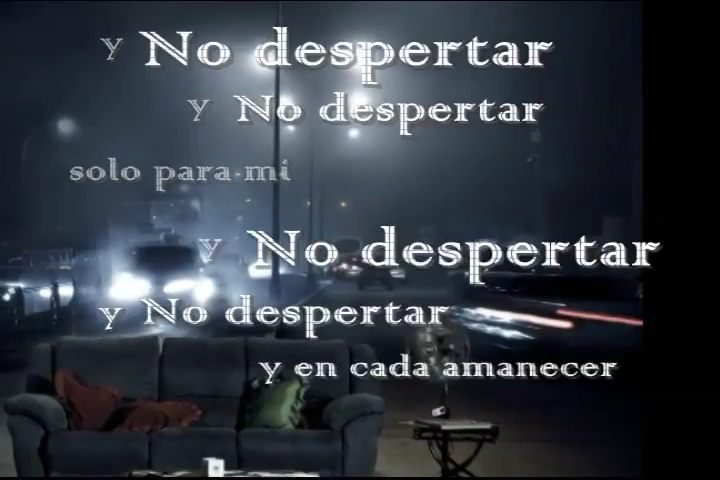 y No despertar
y No despertar
solo para mi
y No despertar
y No despertar
y en cada amanecer